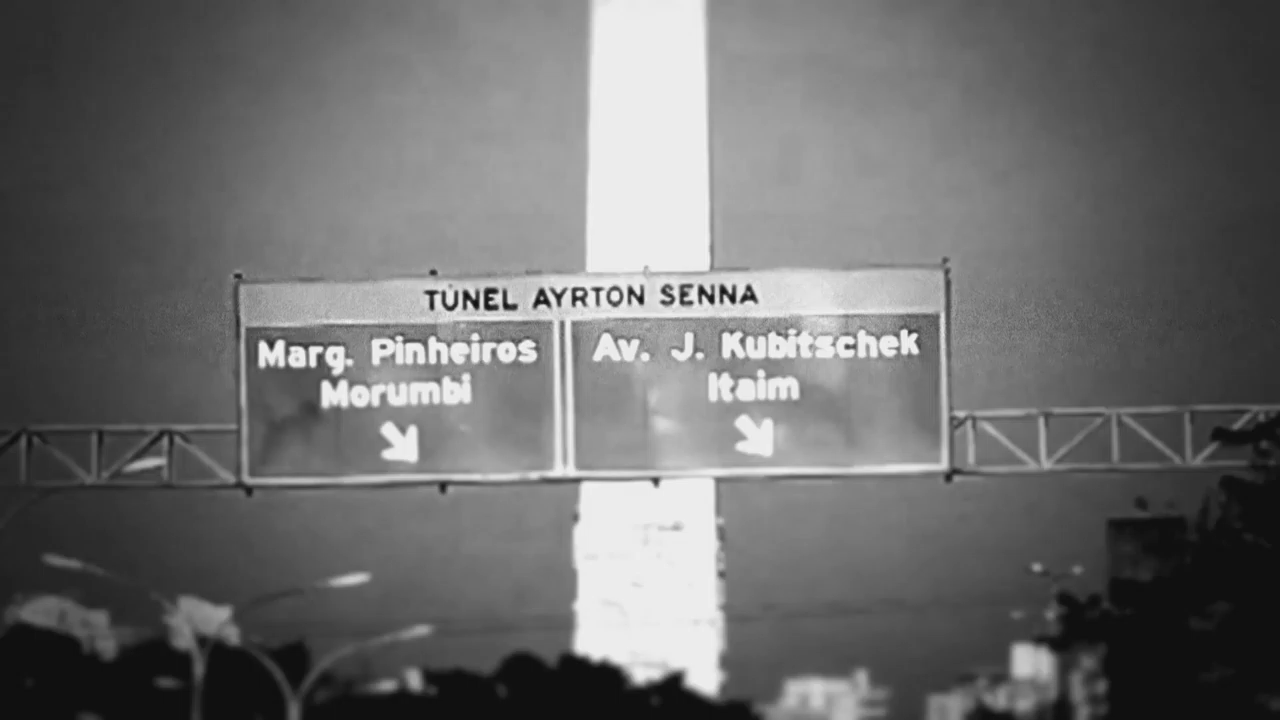 TÚNEL AYRTON SENNA
Marg. Pinheiros
Morumbi
Av. J. Kubitschek
Itaim